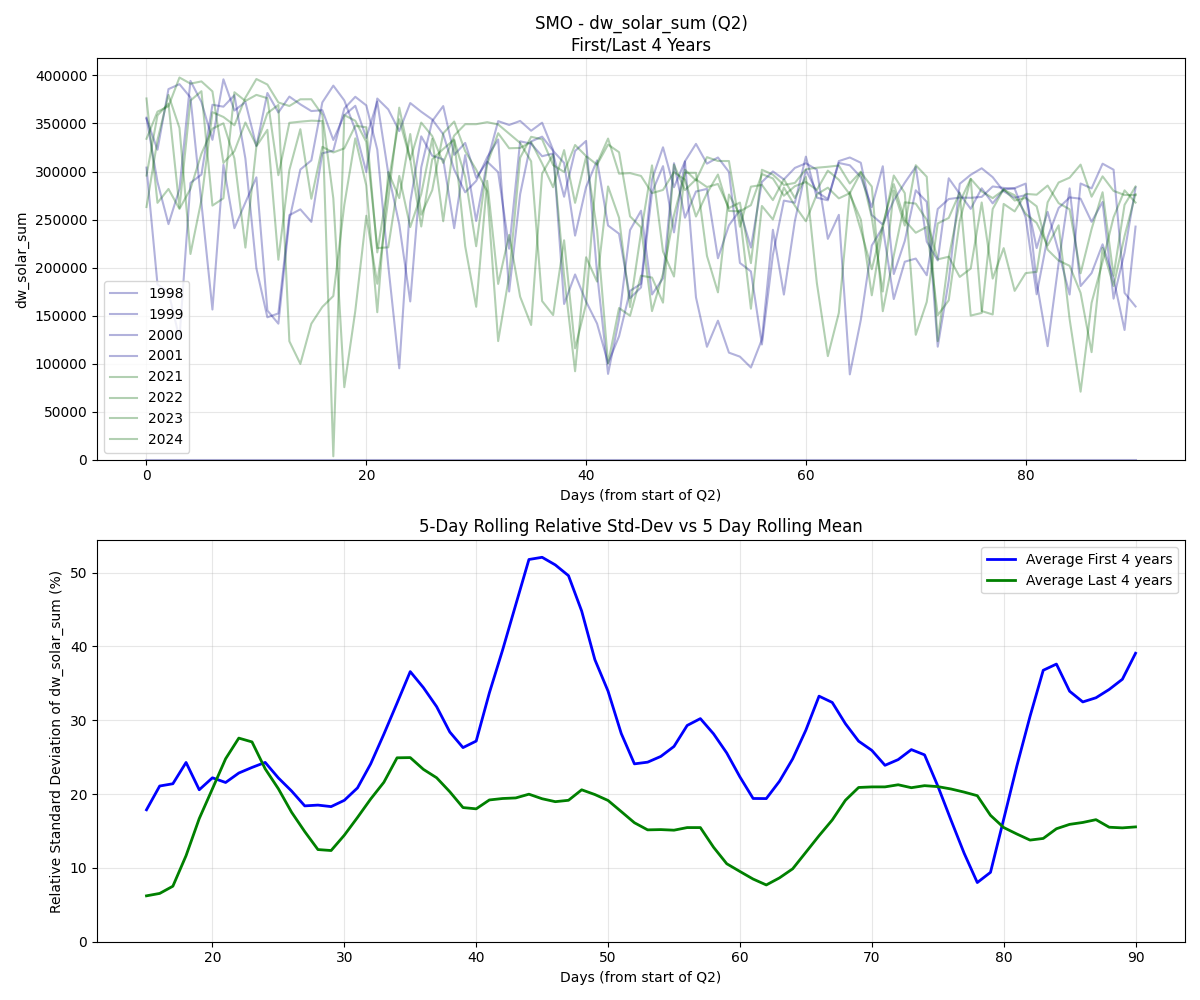 SMO - dw_solar_sum (Q2)
First/Last 4 Years
dw_solar_sum
400000
350000
300000
250000
200000
150000
100000
50000
0
1998
1999
2000
2001
2021
2022
2023
2024
0 20 40 60 80
Days (from start of Q2)
5-Day Rolling Relative Std-Dev vs 5 Day Rolling Mean
Relative Standard Deviation of dw_solar_sum (%)
50
40
30
20
10
0
Average First 4 years
Average Last 4 years
20 30 40 50 60 70 80 90
Days (from start of Q2)